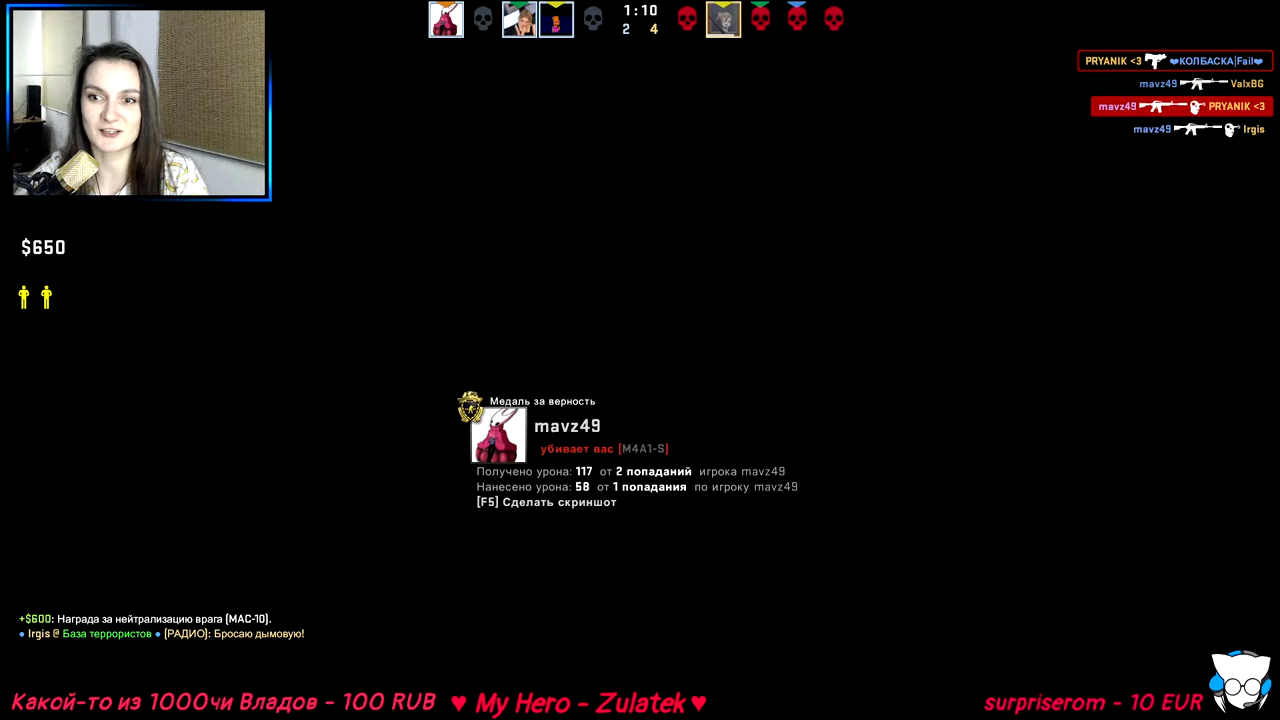 1:10
2 4
PRYANIK <3 ❤КОЛБАСКА|Fail❤
mavz49 ValxBG
mavz49 PRYANIK <3
mavz49 Irgis
$650
Медаль за верность
mavz49
убивает вас [M4A1-S]
Получено урона: 117 от 2 попаданий игрока mavz49
Нанесено урона: 58 от 1 попадания по игроку mavz49
[F5] Сделать скриншот
+$600: Награда за нейтрализацию врага (MAC-10).
● Irgis @ База террористов ● [РАДИО]: Бросаю дымовую!
Какой-то из 1000чи Владов - 100 RUB ♥ My Hero - Zulatek ♥ surpriserom - 10 EUR